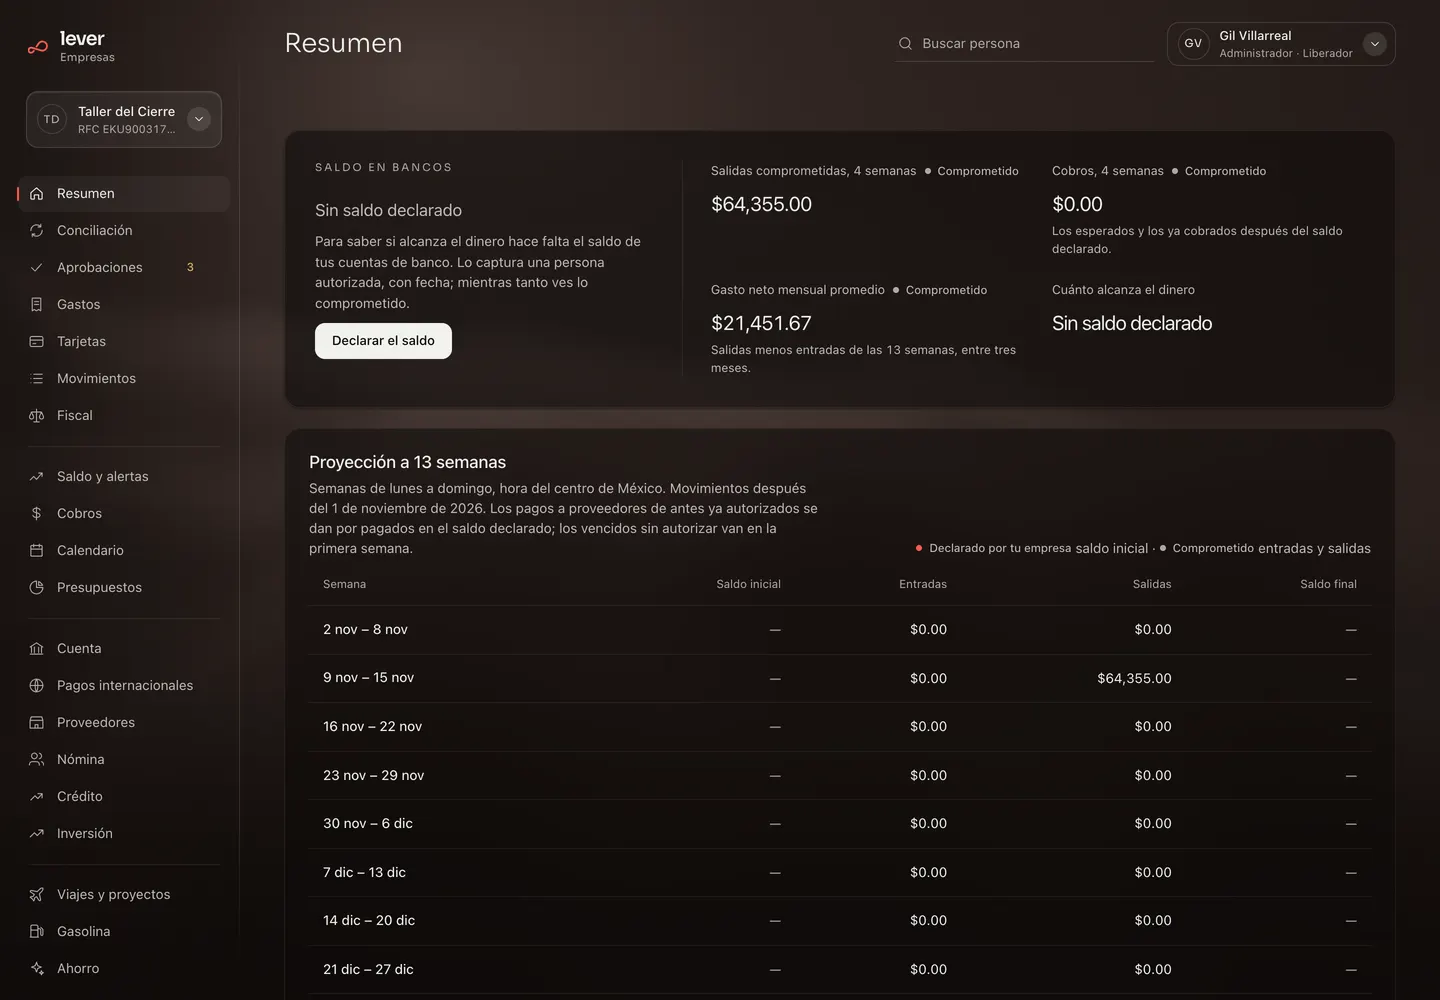 lever
Empresas
TD
Taller del Cierre
RFC EKU900317...
Resumen
Conciliación
Aprobaciones 3
Gastos
Tarjetas
Movimientos
Fiscal
Saldo y alertas
Cobros
Calendario
Presupuestos
Cuenta
Pagos internacionales
Proveedores
Nómina
Crédito
Inversión
Viajes y proyectos
Gasolina
Ahorro
Resumen
Buscar persona
GV
Gil Villarreal
Administrador · Liberador
SALDO EN BANCOS
Sin saldo declarado
Para saber si alcanza el dinero hace falta el saldo de
tus cuentas de banco. Lo captura una persona
autorizada, con fecha; mientras tanto ves lo
comprometido.
Declarar el saldo
Salidas comprometidas, 4 semanas Comprometido
$64,355.00
Cobros, 4 semanas Comprometido
$0.00
Los esperados y los ya cobrados después del saldo
declarado.
Gasto neto mensual promedio Comprometido
$21,451.67
Salidas menos entradas de las 13 semanas, entre tres
meses.
Cuánto alcanza el dinero
Sin saldo declarado
Proyección a 13 semanas
Semanas de lunes a domingo, hora del centro de México. Movimientos después
del 1 de noviembre de 2026. Los pagos a proveedores de antes ya autorizados se
dan por pagados en el saldo declarado; los vencidos sin autorizar van en la
primera semana.
Declarado por tu empresa saldo inicial · Comprometido entradas y salidas
Semana Saldo inicial Entradas Salidas Saldo final
2 nov – 8 nov — $0.00 $0.00 —
9 nov – 15 nov — $0.00 $64,355.00 —
16 nov – 22 nov — $0.00 $0.00 —
23 nov – 29 nov — $0.00 $0.00 —
30 nov – 6 dic — $0.00 $0.00 —
7 dic – 13 dic — $0.00 $0.00 —
14 dic – 20 dic — $0.00 $0.00 —
21 dic – 27 dic — $0.00 $0.00 —